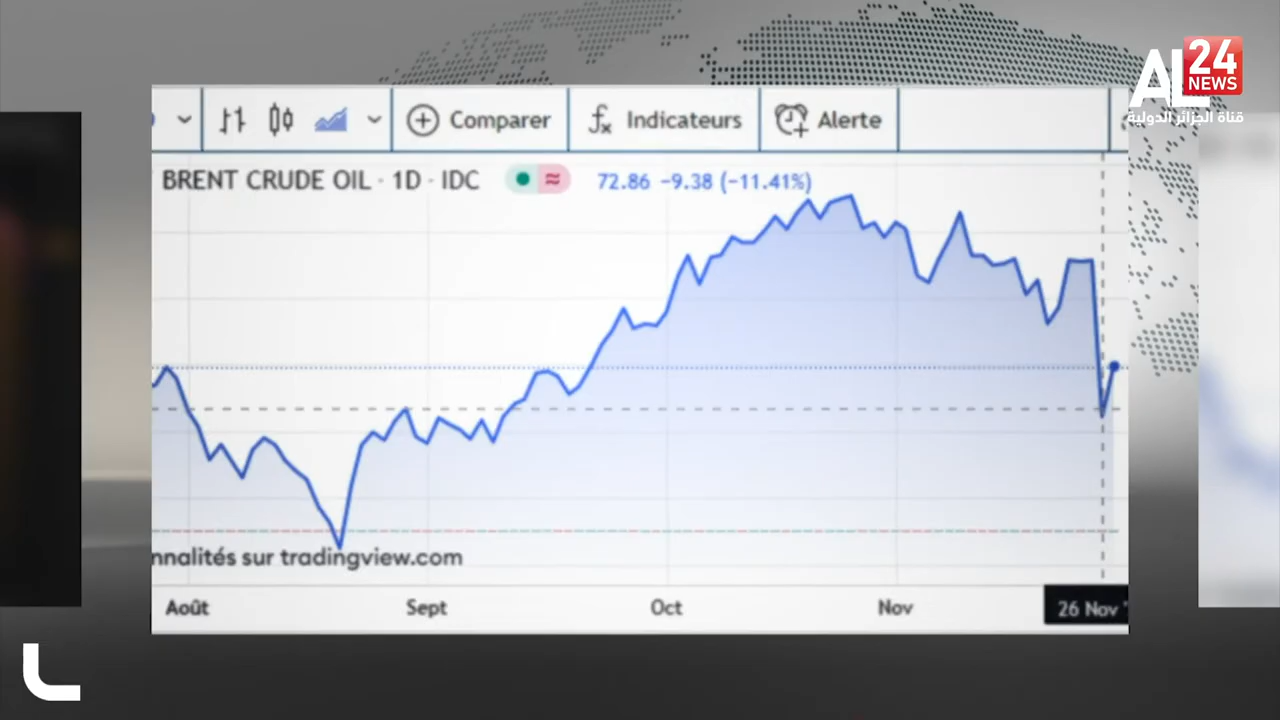 Comparer
Indicateurs
Alerte
BRENT CRUDE OIL · 1D · IDC
72.86 −9.38 (−11.41%)
nnalités sur tradingview.com
Août
Sept
Oct
Nov
26 Nov '
AL
24
NEWS
قناة الجزائر الدولية